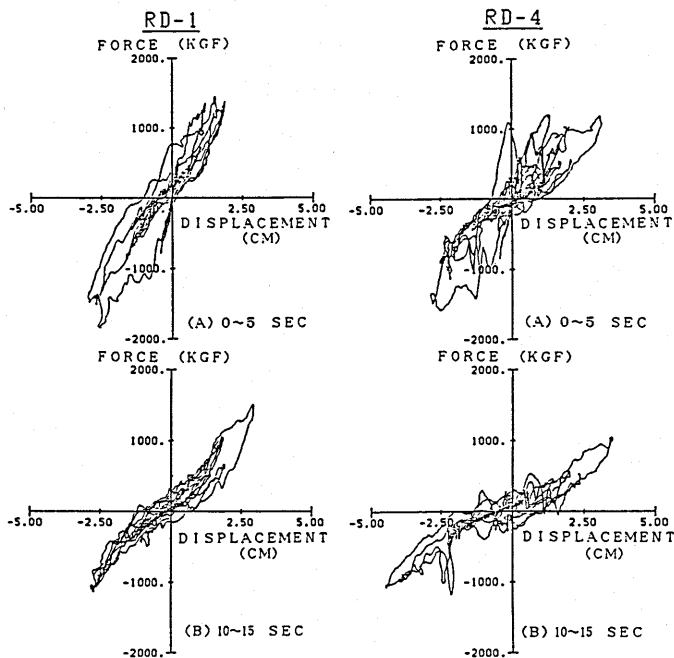 RD-1
FORCE (KGF)
2000.
1000.
-5.00 -2.50 2.50 5.00
DISPLACEMENT
(CM)
-1000.
(A) 0~5 SEC
-2000.
RD-4
FORCE (KGF)
2000.
1000.
-5.00 -2.50 2.50 5.00
DISPLACEMENT
(CM)
-1000.
(A) 0~5 SEC
-2000.
FORCE (KGF)
2000.
1000.
-5.00 -2.50 2.50 5.00
DISPLACEMENT
(CM)
-1000.
(B) 10~15 SEC
-2000.
FORCE (KGF)
2000.
1000.
-5.00 -2.50 2.50 5.00
DISPLACEMENT
(CM)
-1000.
(B) 10~15 SEC
-2000.